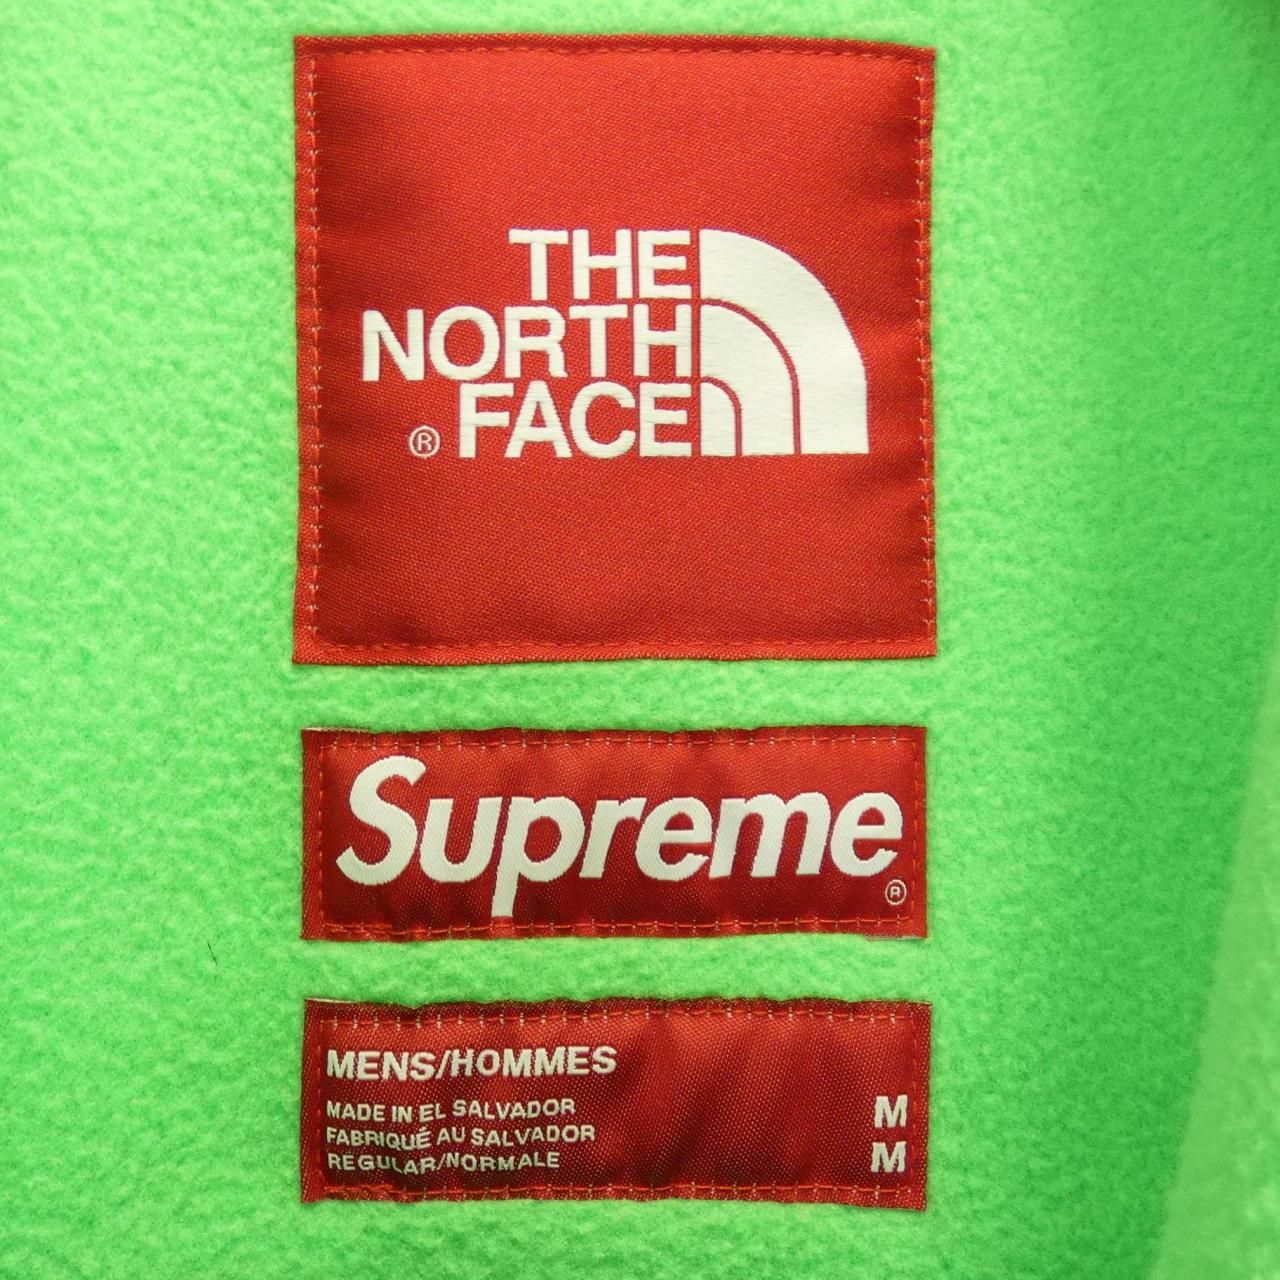 THE
NORTH
® FACE
Supreme
®
MENS/HOMMES
MADE IN EL SALVADOR M
FABRIQUÉ AU SALVADOR
REGULAR/NORMALE M